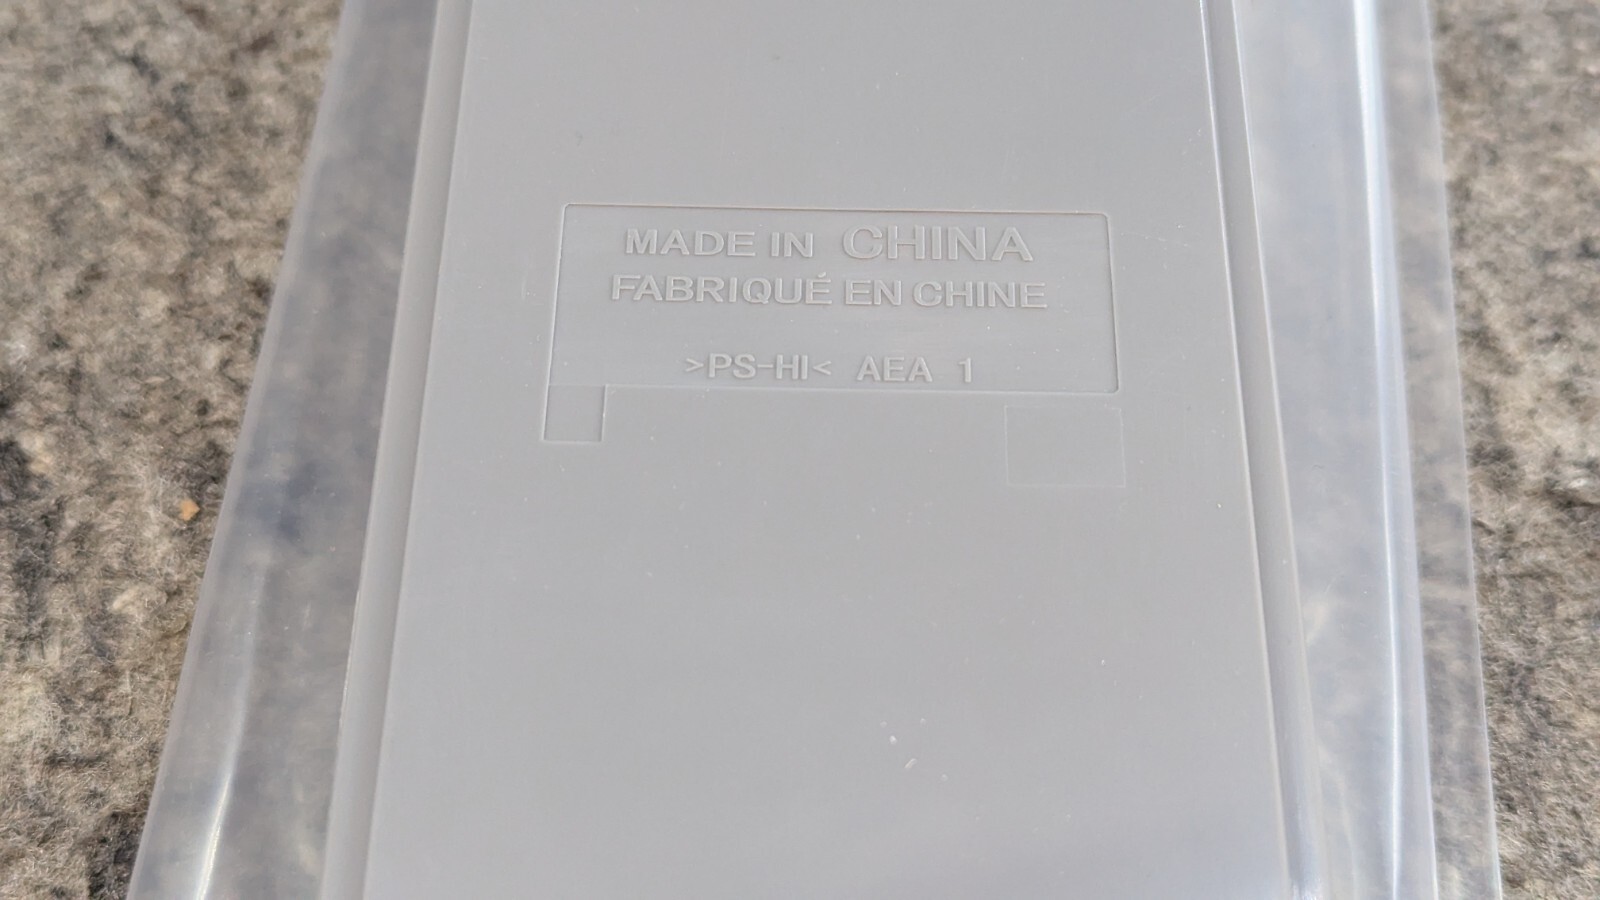 MADE IN CHINA
FABRIQUÉ EN CHINE
>PS-HI< AEA 1